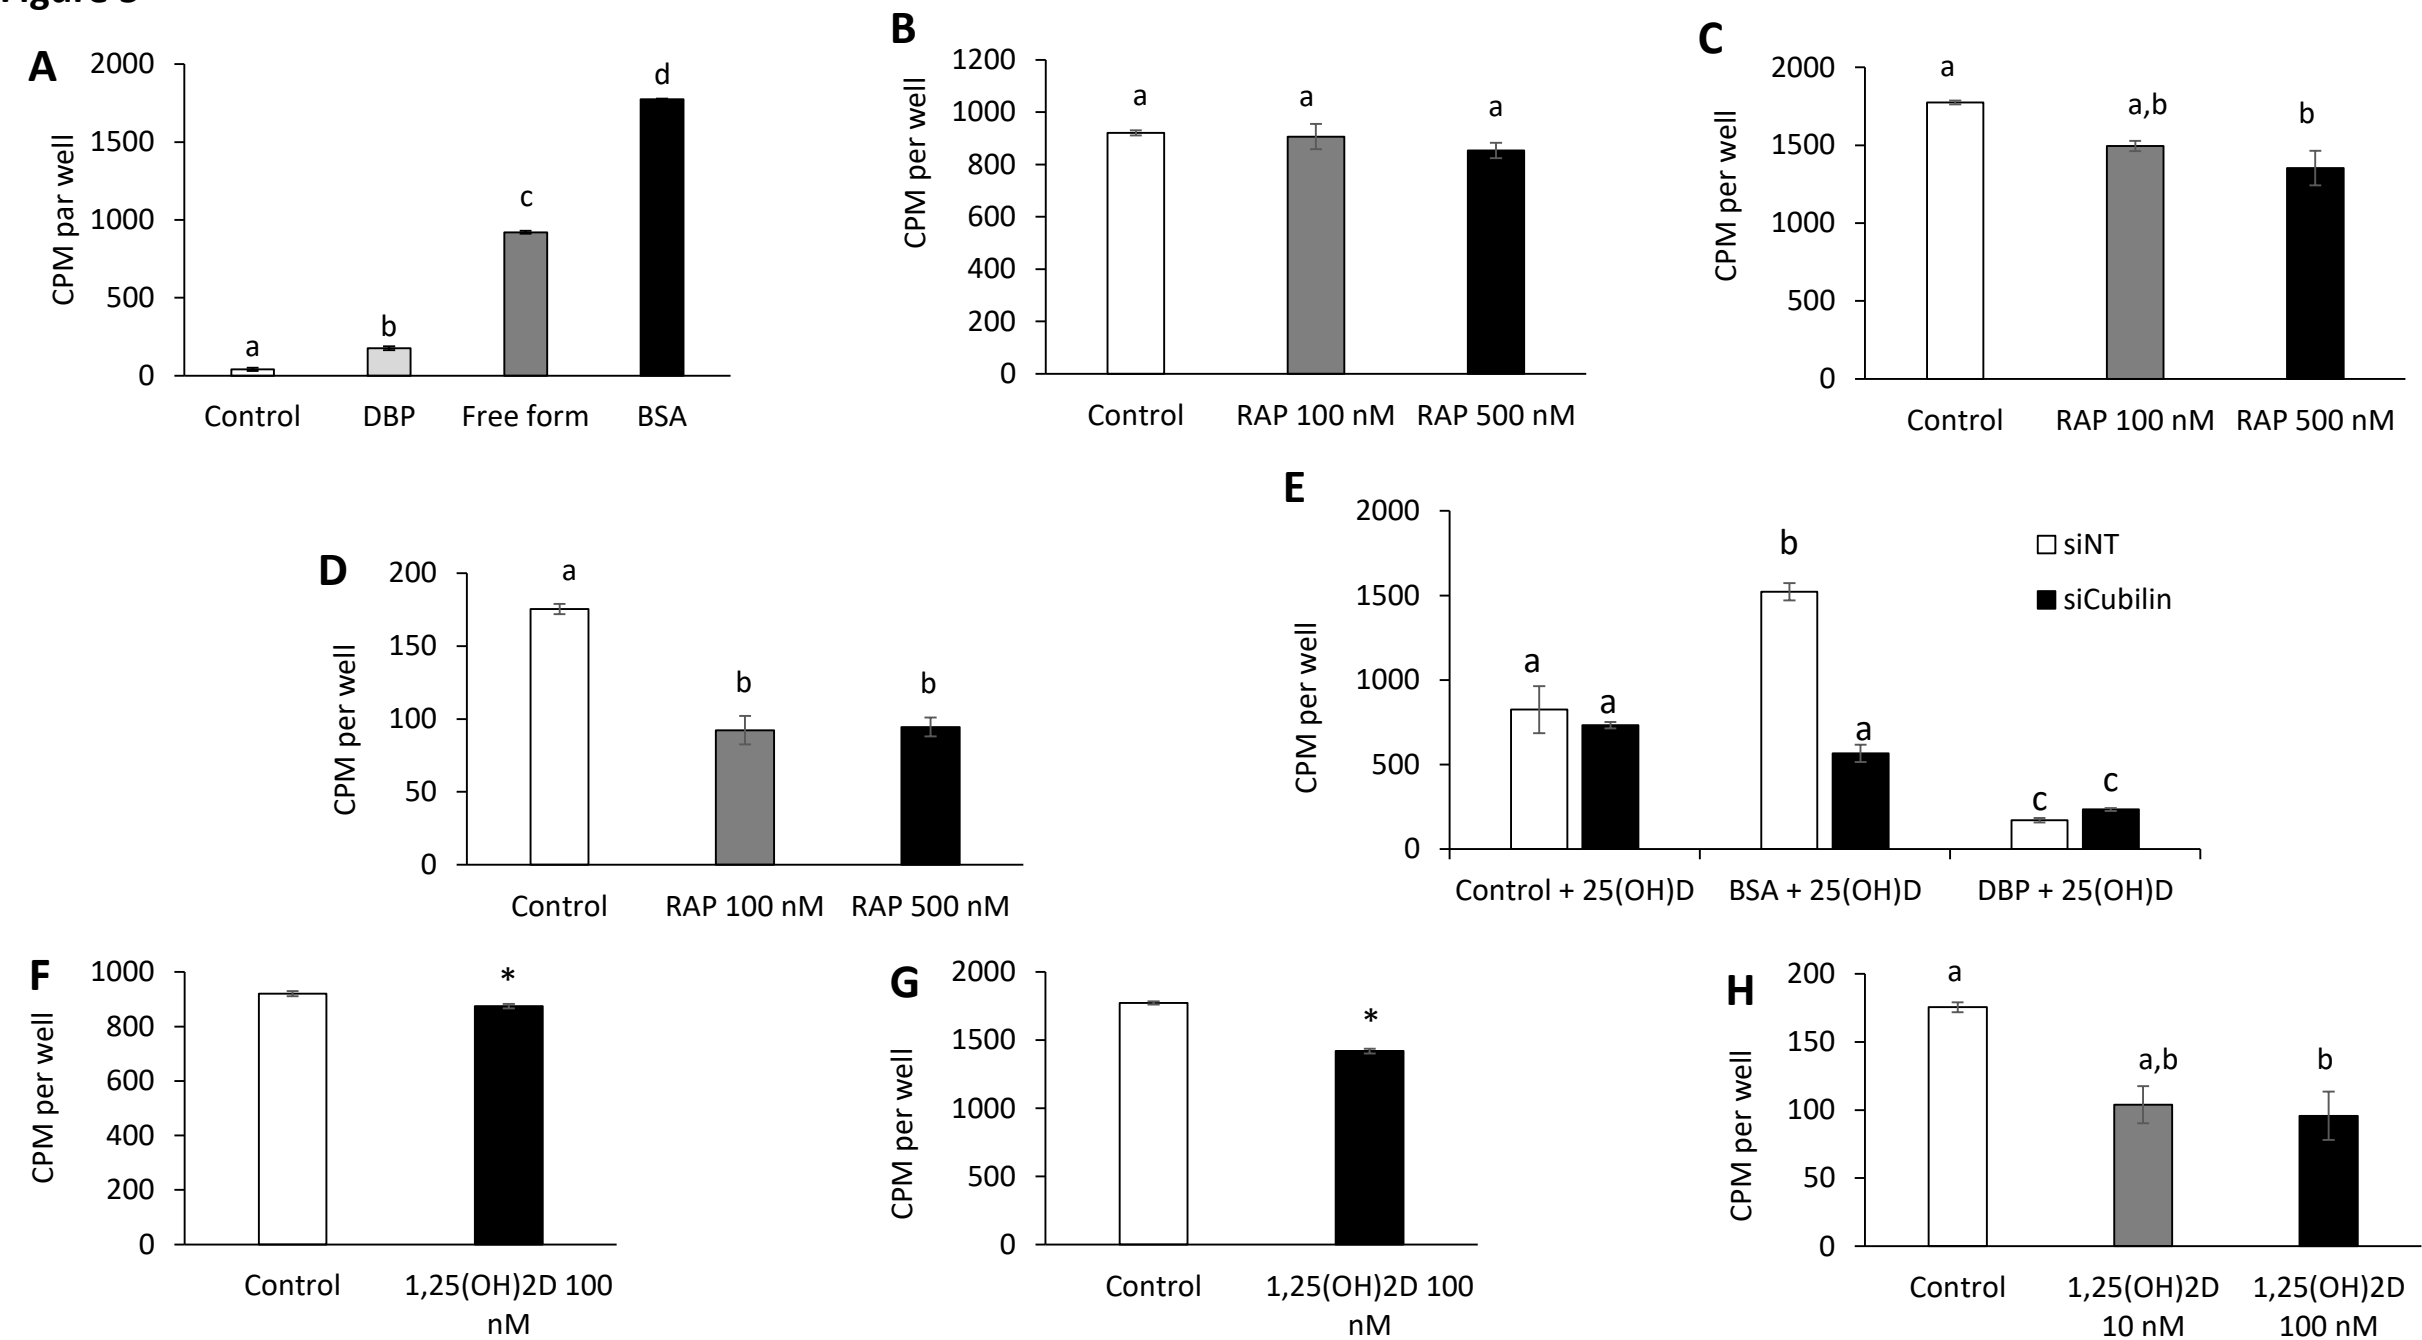 A
CPM par well
2000
1500
1000
500
0
a
b
c
d
Control DBP Free form BSA
B
CPM per well
1200
1000
800
600
400
200
0
a
a
a
Control RAP 100 nM RAP 500 nM
C
CPM per well
2000
1500
1000
500
0
a
a,b
b
Control RAP 100 nM RAP 500 nM
D
CPM per well
200
150
100
50
0
a
b
b
Control RAP 100 nM RAP 500 nM
E
CPM per well
2000
1500
1000
500
0
a
a
b
a
c
c
siNT
siCubilin
Control + 25(OH)D BSA + 25(OH)D DBP + 25(OH)D
F
CPM per well
1000
800
600
400
200
0
*
Control 1,25(OH)2D 100
nM
G
CPM per well
2000
1500
1000
500
0
*
Control 1,25(OH)2D 100
nM
H
CPM per well
200
150
100
50
0
a
a,b
b
Control 1,25(OH)2D 1,25(OH)2D
10 nM 100 nM